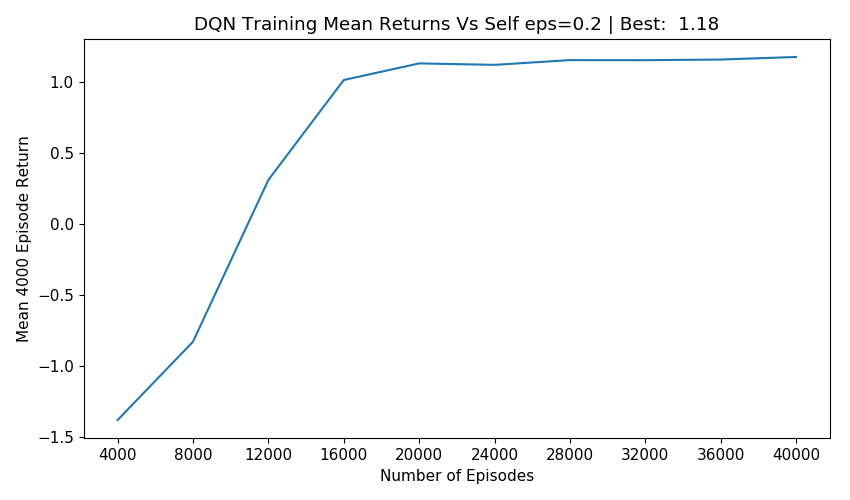 DQN Training Mean Returns Vs Self eps=0.2 | Best:  1.18
Mean 4000 Episode Return
1.0
0.5
0.0
−0.5
−1.0
−1.5
4000 8000 12000 16000 20000 24000 28000 32000 36000 40000
Number of Episodes